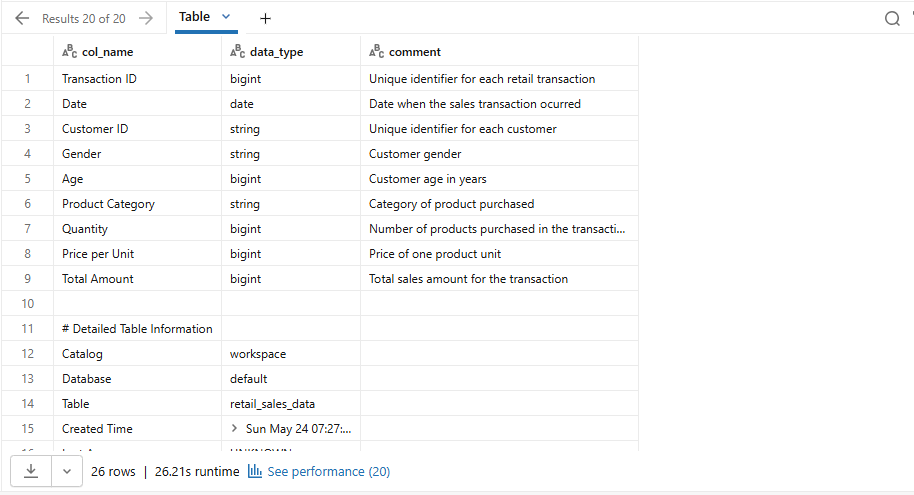 Results 20 of 20 Table +
col_name data_type comment
1 Transaction ID bigint Unique identifier for each retail transaction
2 Date date Date when the sales transaction ocurred
3 Customer ID string Unique identifier for each customer
4 Gender string Customer gender
5 Age bigint Customer age in years
6 Product Category string Category of product purchased
7 Quantity bigint Number of products purchased in the transacti...
8 Price per Unit bigint Price of one product unit
9 Total Amount bigint Total sales amount for the transaction
10
11 # Detailed Table Information
12 Catalog workspace
13 Database default
14 Table retail_sales_data
15 Created Time Sun May 24 07:27:...
26 rows | 26.21s runtime See performance (20)